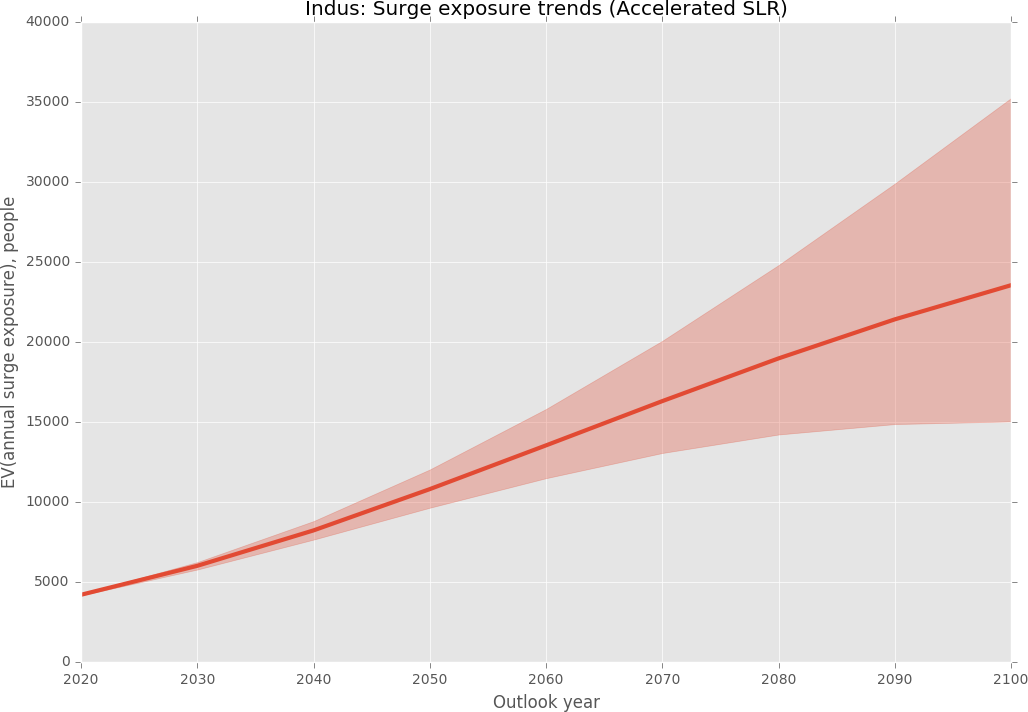 Indus: Surge exposure trends (Accelerated SLR)
40000
35000
30000
25000
20000
15000
10000
5000
0
EV(annual surge exposure), people
2020 2030 2040 2050 2060 2070 2080 2090 2100
Outlook year